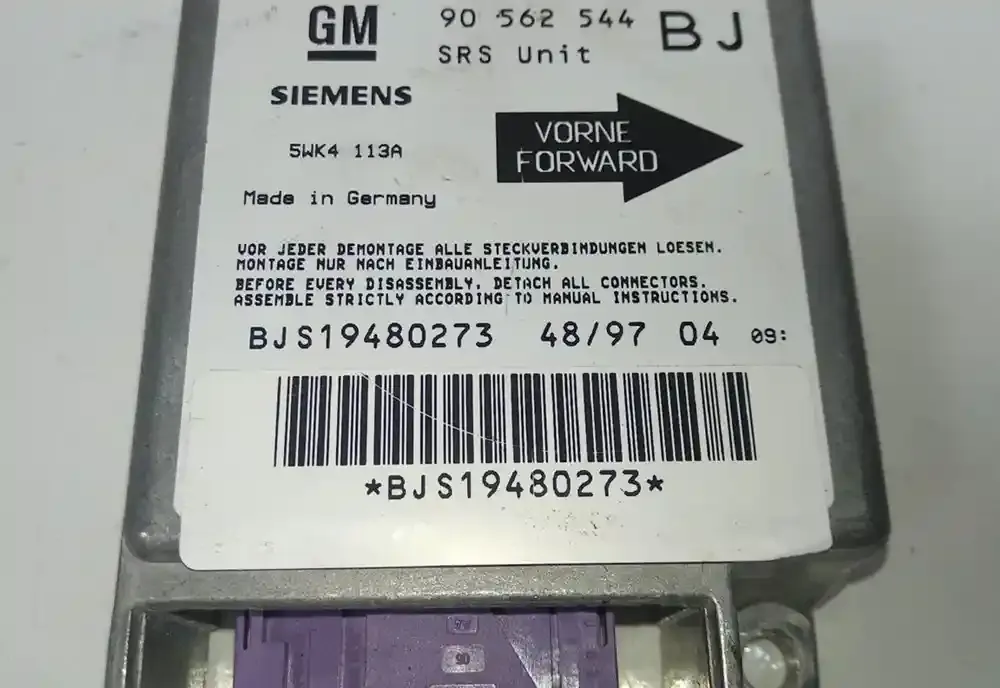 GM 90 562 544 BJ
SRS Unit
SIEMENS
5WK4 113A
VORNE
FORWARD
Made in Germany
VOR JEDER DEMONTAGE ALLE STECKVERBINDUNGEN LOESEN.
MONTAGE NUR NACH EINBAUANLEITUNG.
BEFORE EVERY DISASSEMBLY, DETACH ALL CONNECTORS.
ASSEMBLE STRICTLY ACCORDING TO MANUAL INSTRUCTIONS.
BJS19480273 48/97 04 09:
*BJS19480273*